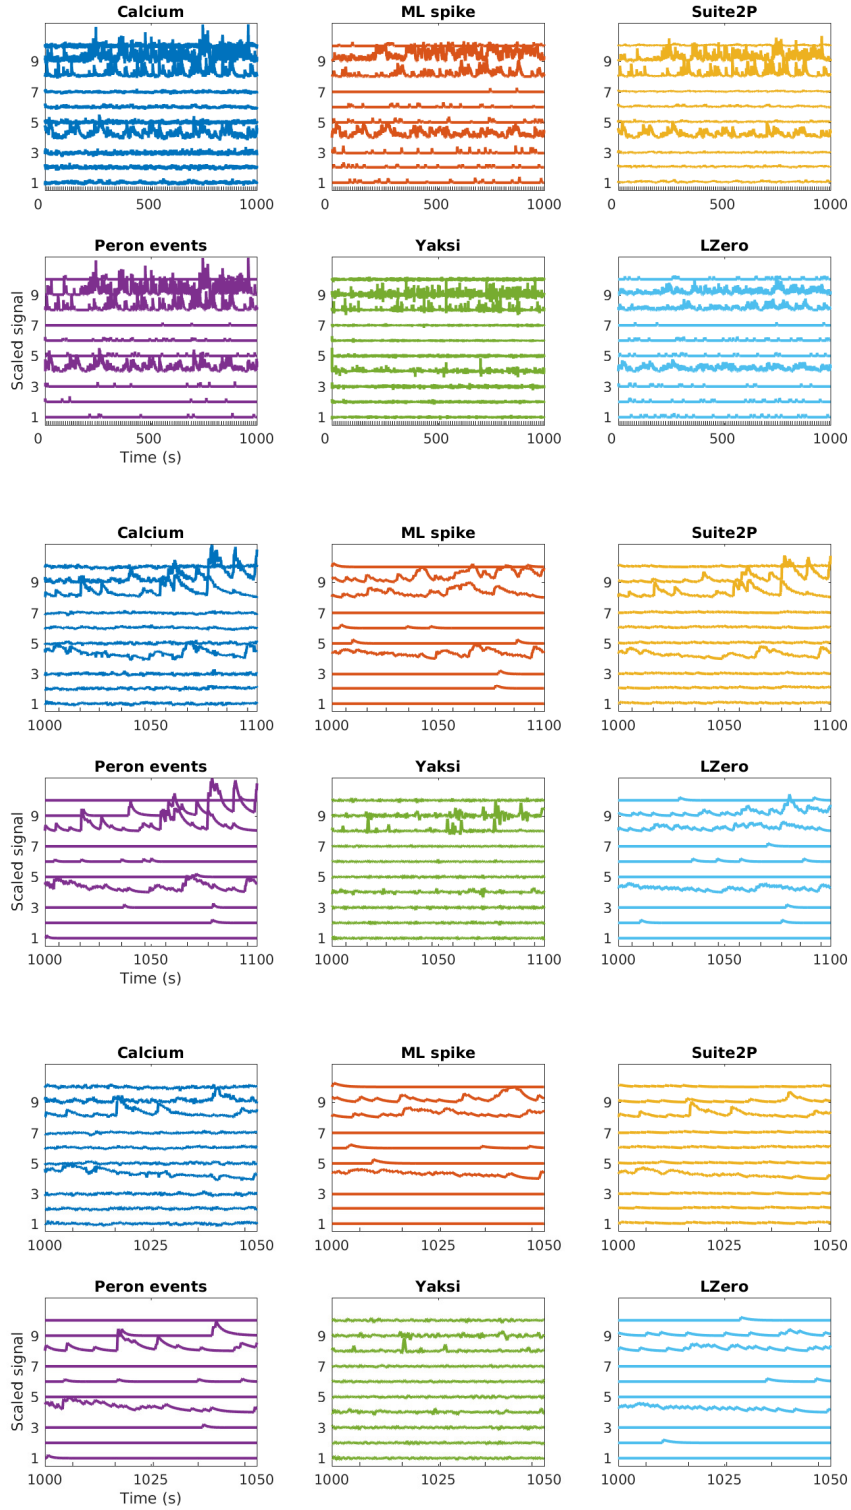 Calcium ML spike Suite2P
9 9 9
7 7 7
5 5 5
3 3 3
1 1 1
0 500 1000 0 500 1000 0 500 1000
Peron events Yaksi LZero
Scaled signal
9 9 9
7 7 7
5 5 5
3 3 3
1 1 1
0 500 1000 0 500 1000 0 500 1000
Time (s)
Calcium ML spike Suite2P
9 9 9
7 7 7
5 5 5
3 3 3
1 1 1
1000 1050 1100 1000 1050 1100 1000 1050 1100
Peron events Yaksi LZero
Scaled signal
9 9 9
7 7 7
5 5 5
3 3 3
1 1 1
1000 1050 1100 1000 1050 1100 1000 1050 1100
Time (s)
Calcium ML spike Suite2P
9 9 9
7 7 7
5 5 5
3 3 3
1 1 1
1000 1025 1050 1000 1025 1050 1000 1025 1050
Peron events Yaksi LZero
Scaled signal
9 9 9
7 7 7
5 5 5
3 3 3
1 1 1
1000 1025 1050 1000 1025 1050 1000 1025 1050
Time (s)